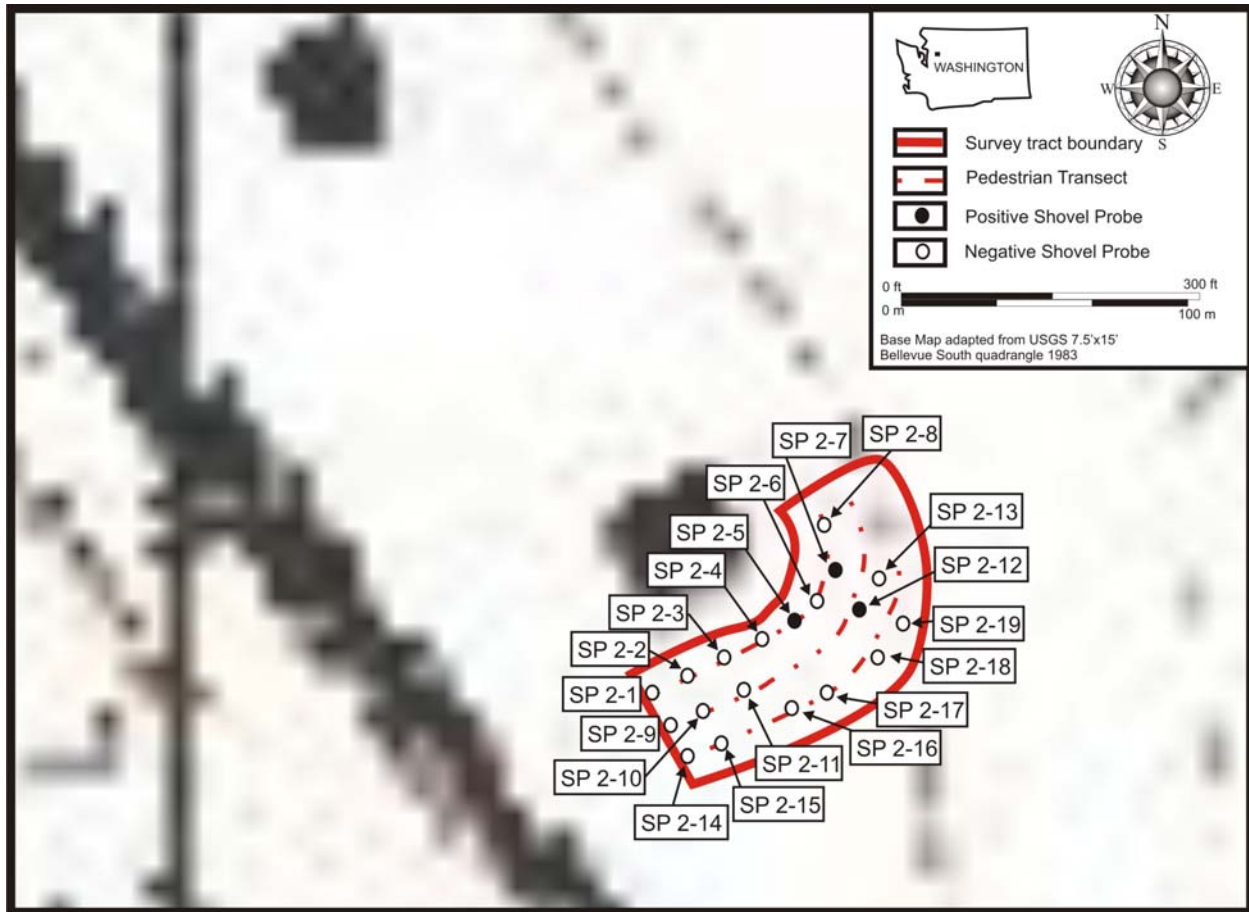 N
WASHINGTON
W
E
S
Survey tract boundary
Pedestrian Transect
Positive Shovel Probe
Negative Shovel Probe
0 ft
300 ft
0 m
100 m
Base Map adapted from USGS 7.5'x15'
Bellevue South quadrangle 1983
SP 2-7
SP 2-8
SP 2-6
SP 2-13
SP 2-5
SP 2-12
SP 2-4
SP 2-3
SP 2-19
SP 2-2
SP 2-18
SP 2-1
SP 2-17
SP 2-9
SP 2-16
SP 2-10
SP 2-11
SP 2-15
SP 2-14